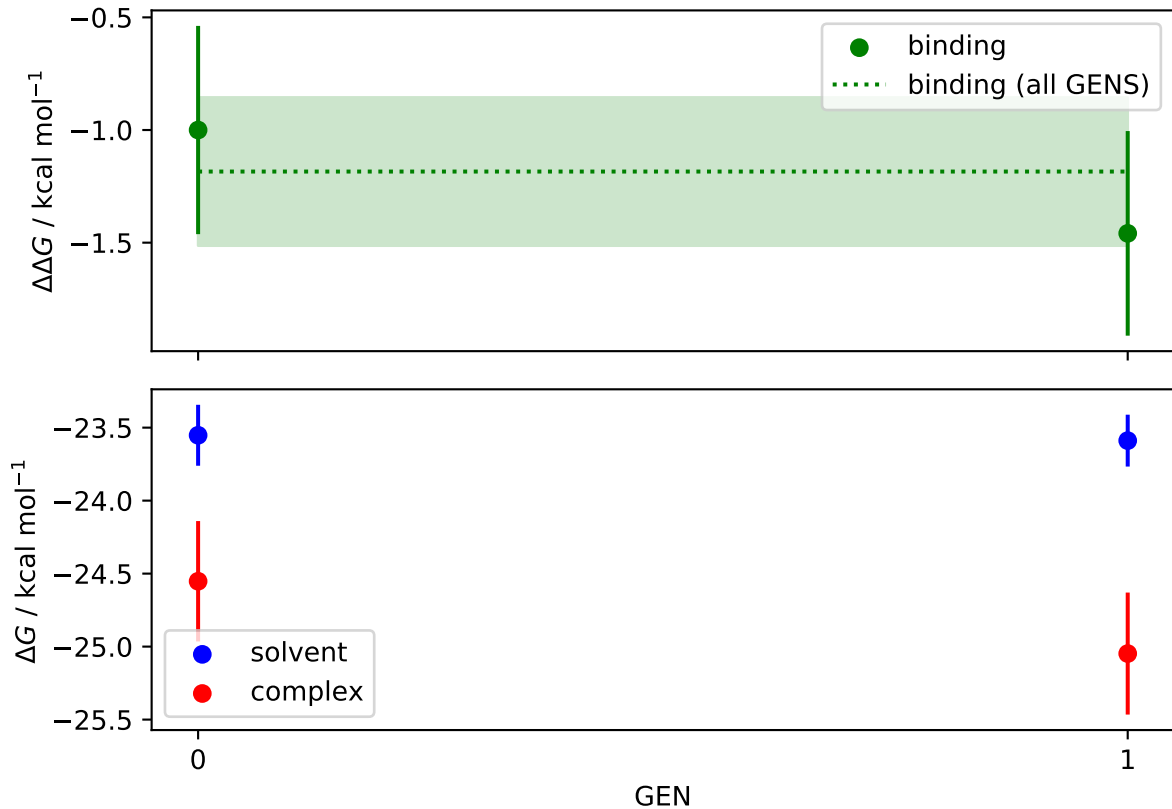 −0.5
−1.0
−1.5
ΔΔG / kcal mol⁻¹
binding
binding (all GENS)
−23.5
−24.0
−24.5
−25.0
−25.5
ΔG / kcal mol⁻¹
solvent
complex
0
1
GEN